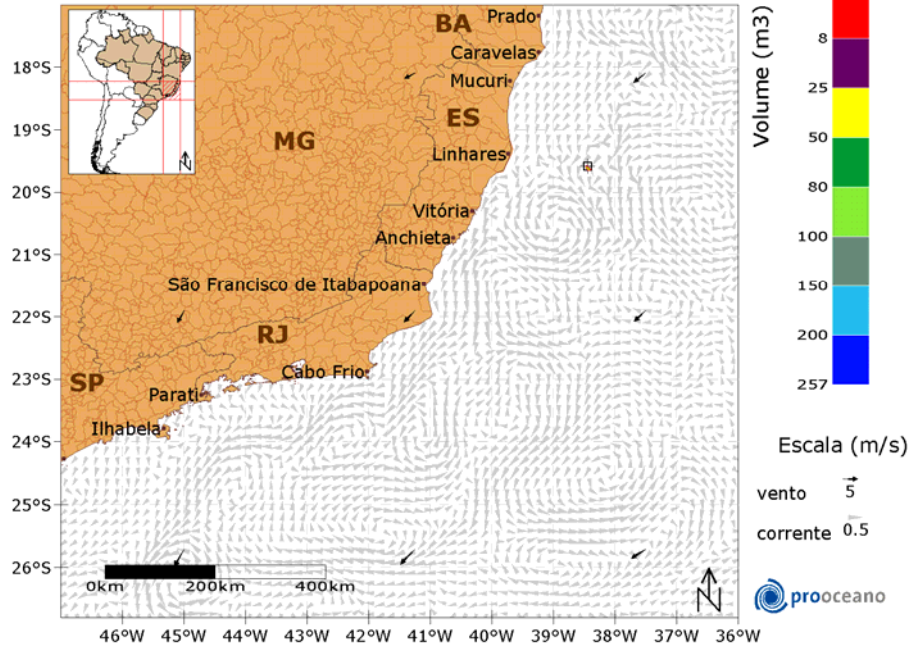 BA
Prado
Caravelas
Mucuri
ES
MG
Linhares
Vitória
Anchieta
São Francisco de Itabapoana
RJ
Cabo Frio
SP
Parati
Ilhabela
18°S
19°S
20°S
21°S
22°S
23°S
24°S
25°S
26°S
0km 200km 400km
46°W 45°W 44°W 43°W 42°W 41°W 40°W 39°W 38°W 37°W 36°W
N
N
Volume (m3)
8
25
50
80
100
150
200
257
Escala (m/s)
vento 5
corrente 0.5
prooceano